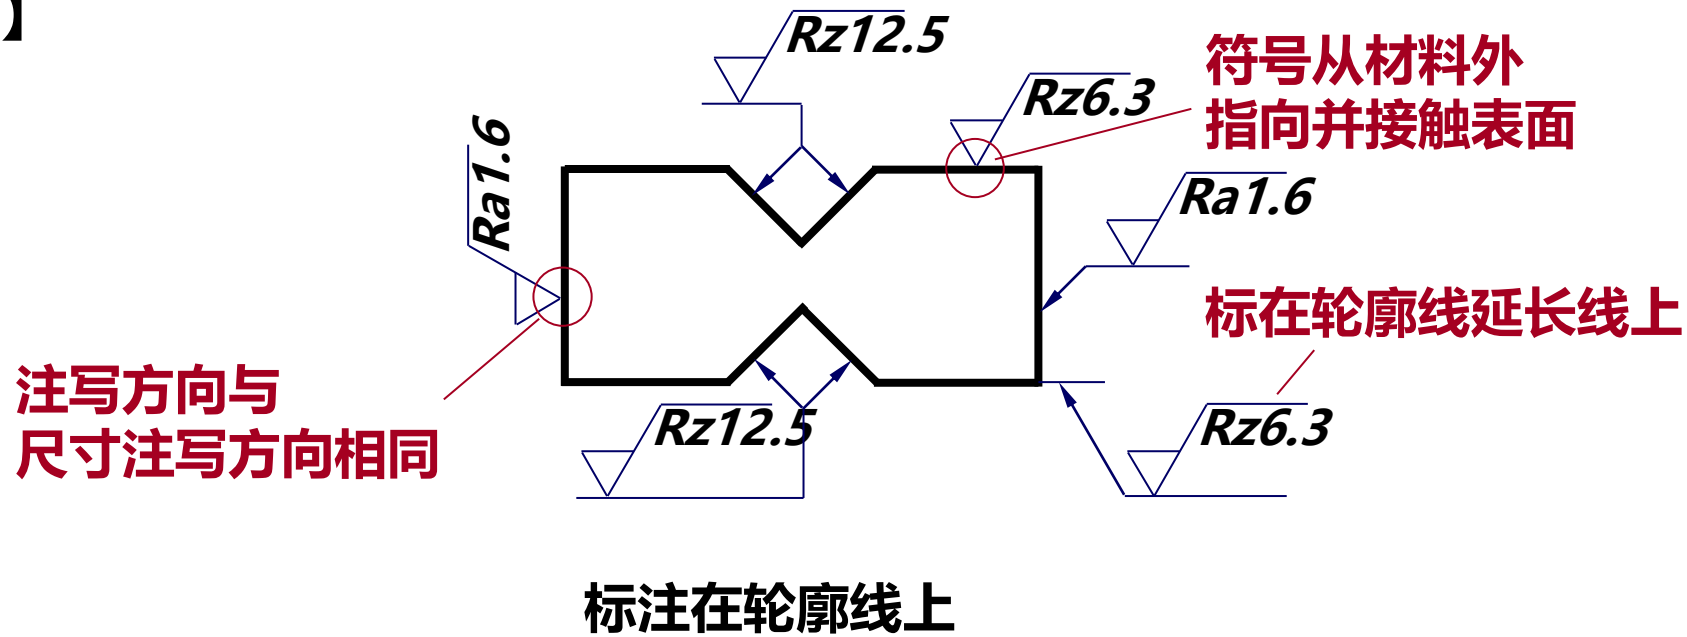 】
Rz12.5
符号从材料外
指向并接触表面
Rz6.3
Ra1.6
Ra1.6
标在轮廓线延长线上
注写方向与
尺寸注写方向相同
Rz12.5
Rz6.3
标注在轮廓线上